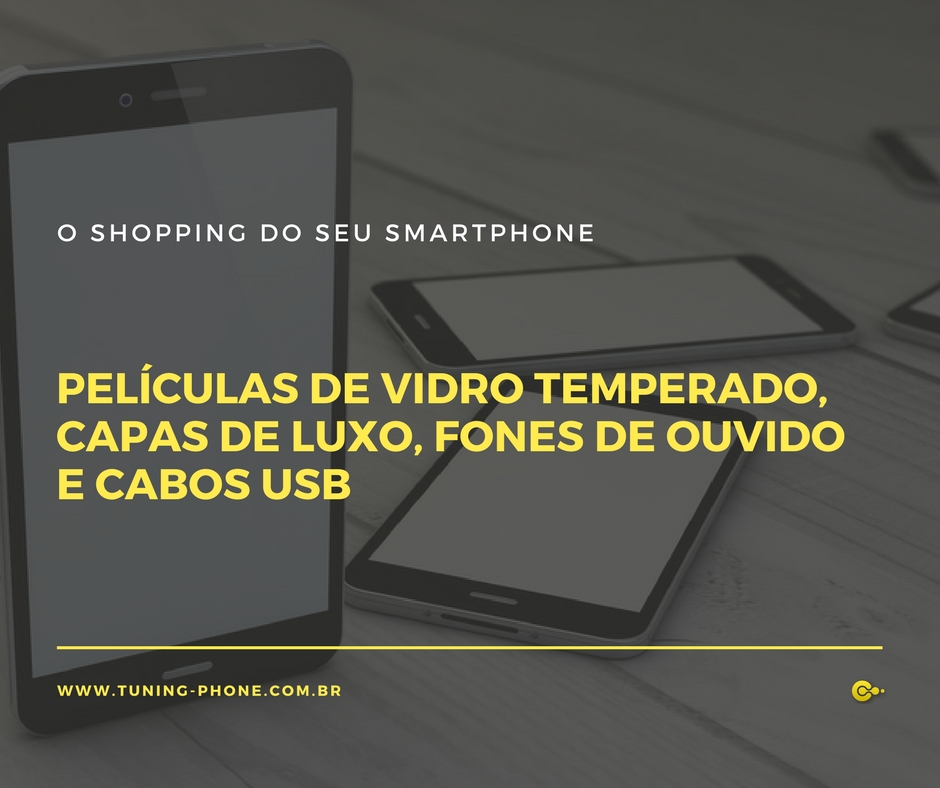 O SHOPPING DO SEU SMARTPHONE
PELÍCULAS DE VIDRO TEMPERADO,
CAPAS DE LUXO, FONES DE OUVIDO
E CABOS USB
WWW.TUNING-PHONE.COM.BR